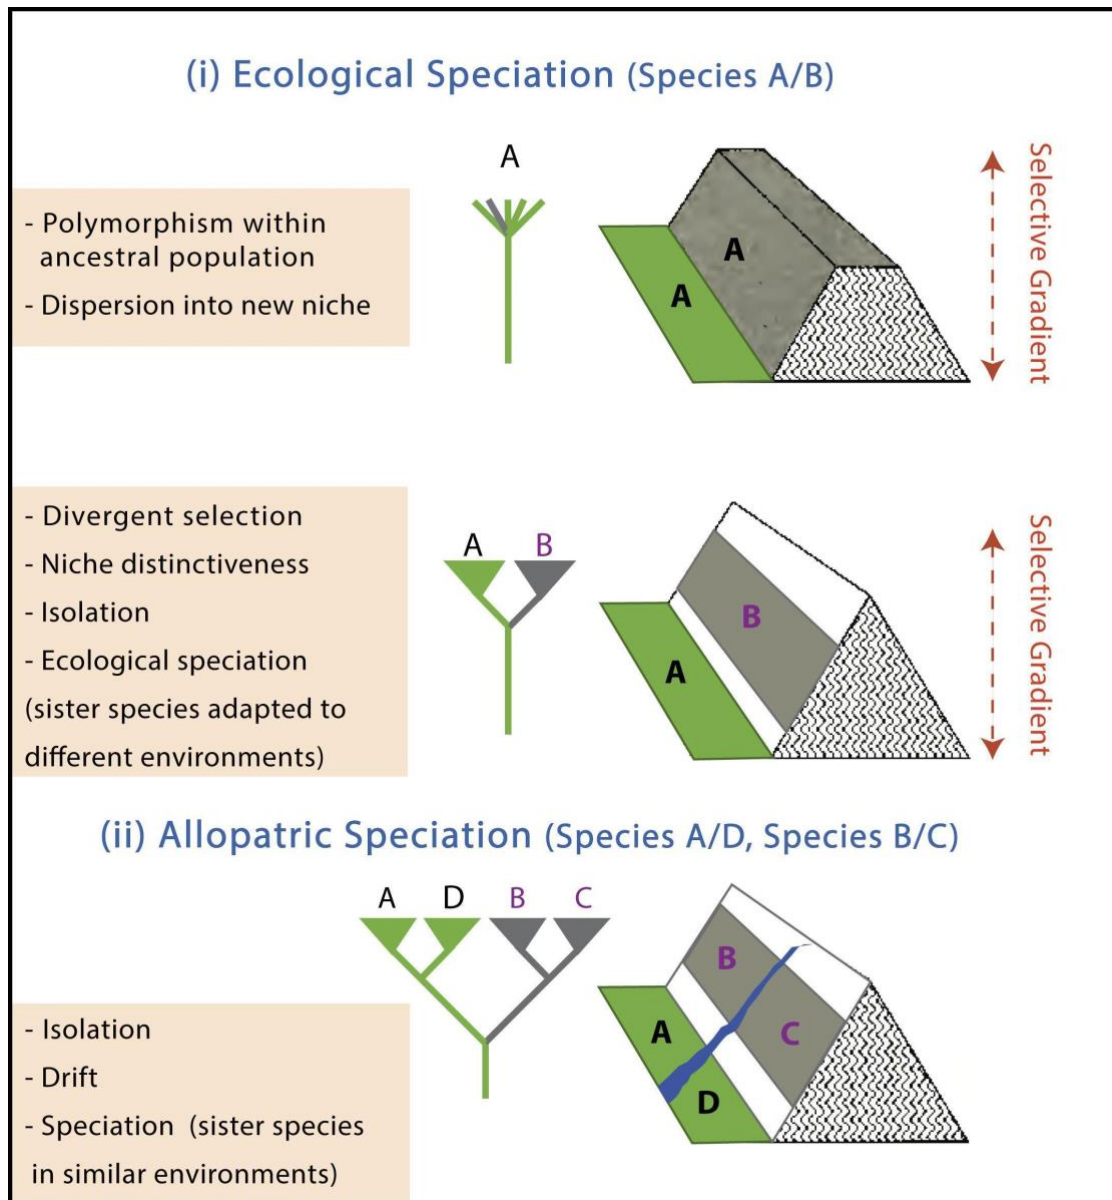 (i) Ecological Speciation (Species A/B)
A
- Polymorphism within
ancestral population
- Dispersion into new niche
A
A
Selective Gradient
- Divergent selection
- Niche distinctiveness
- Isolation
- Ecological speciation
(sister species adapted to
different environments)
A B
B
A
Selective Gradient
(ii) Allopatric Speciation (Species A/D, Species B/C)
A D B C
B
A
C
D
- Isolation
- Drift
- Speciation (sister species
in similar environments)